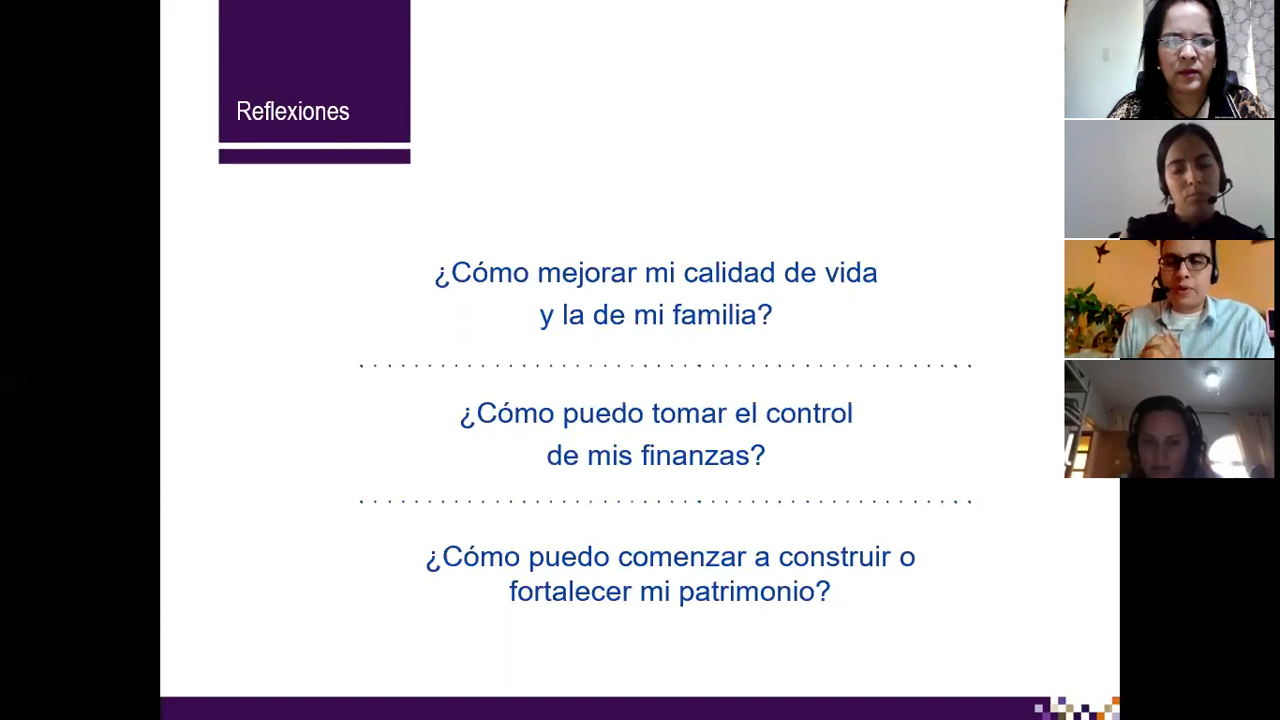 Reflexiones
¿Cómo mejorar mi calidad de vida
y la de mi familia?
¿Cómo puedo tomar el control
de mis finanzas?
¿Cómo puedo comenzar a construir o
fortalecer mi patrimonio?